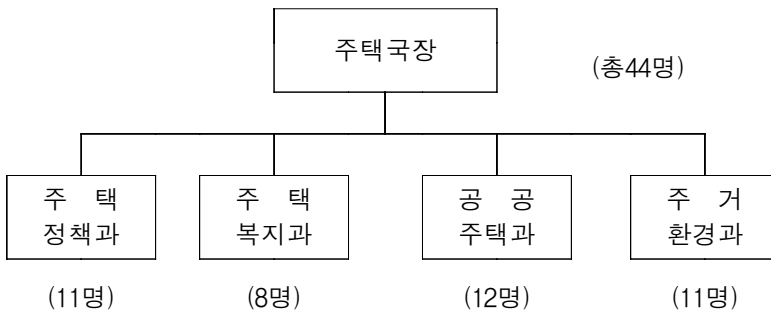 주택국장
(총44명)
주 택 주 택 공 공 주 거
정책과 복지과 주택과 환경과
(11명) (8명) (12명) (11명)